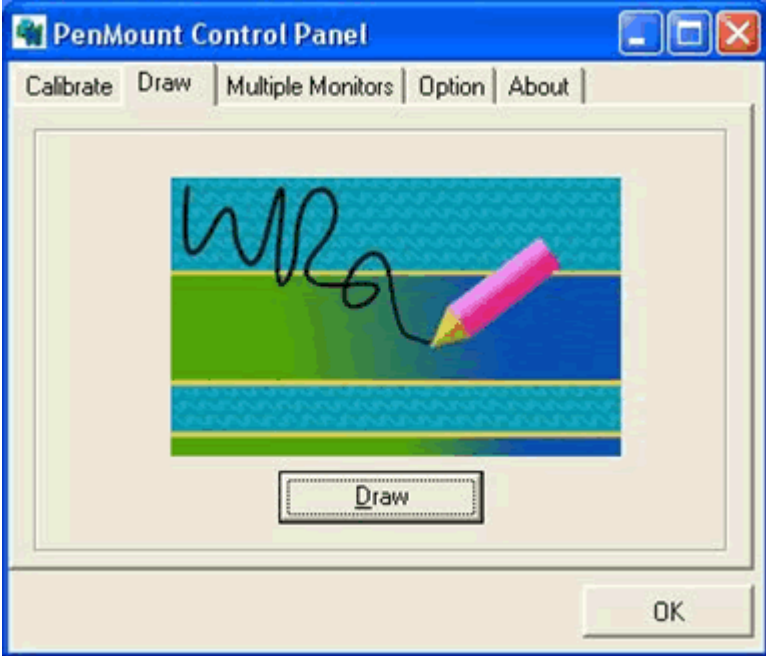 PenMount Control Panel
Calibrate Draw Multiple Monitors Option About
Draw
OK